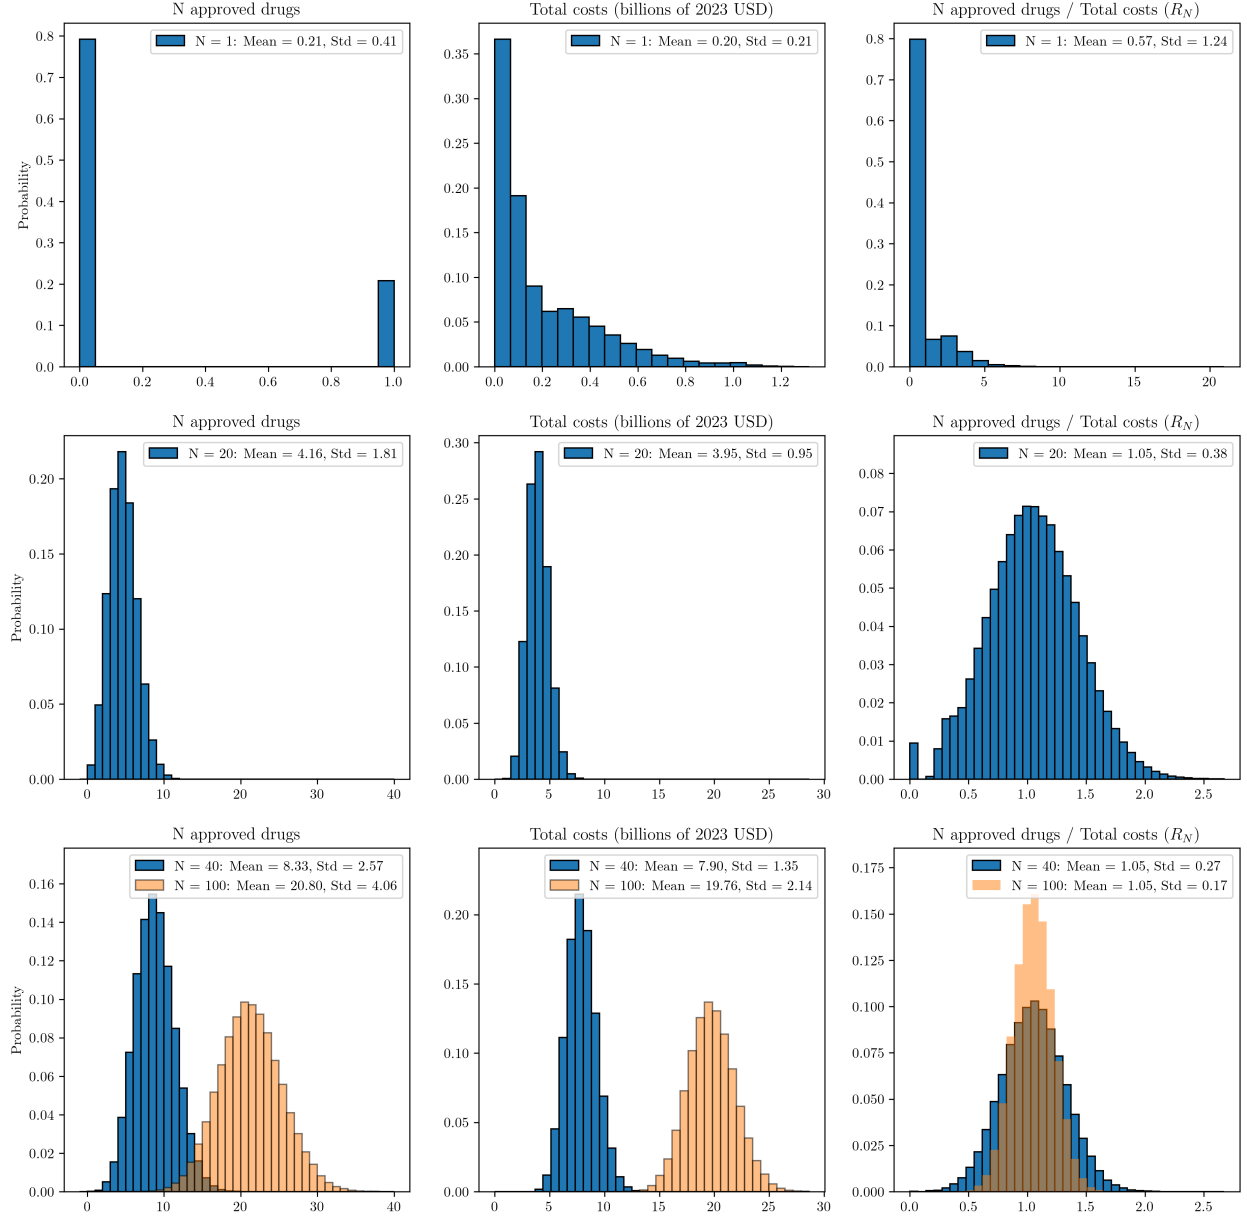 N approved drugs
Total costs (billions of 2023 USD)
N approved drugs / Total costs (R_N)
N = 1: Mean = 0.21, Std = 0.41
N = 1: Mean = 0.20, Std = 0.21
N = 1: Mean = 0.57, Std = 1.24
Probability
0.8
0.7
0.6
0.5
0.4
0.3
0.2
0.1
0.0
0.0 0.2 0.4 0.6 0.8 1.0
0.35
0.30
0.25
0.20
0.15
0.10
0.05
0.00
0.0 0.2 0.4 0.6 0.8 1.0 1.2
0.8
0.7
0.6
0.5
0.4
0.3
0.2
0.1
0.0
0 5 10 15 20
N approved drugs
Total costs (billions of 2023 USD)
N approved drugs / Total costs (R_N)
N = 20: Mean = 4.16, Std = 1.81
N = 20: Mean = 3.95, Std = 0.95
N = 20: Mean = 1.05, Std = 0.38
Probability
0.20
0.15
0.10
0.05
0.00
0 10 20 30 40
0.30
0.25
0.20
0.15
0.10
0.05
0.00
0 5 10 15 20 25 30
0.08
0.07
0.06
0.05
0.04
0.03
0.02
0.01
0.00
0.0 0.5 1.0 1.5 2.0 2.5
N approved drugs
Total costs (billions of 2023 USD)
N approved drugs / Total costs (R_N)
N = 40: Mean = 8.33, Std = 2.57
N = 100: Mean = 20.80, Std = 4.06
N = 40: Mean = 7.90, Std = 1.35
N = 100: Mean = 19.76, Std = 2.14
N = 40: Mean = 1.05, Std = 0.27
N = 100: Mean = 1.05, Std = 0.17
Probability
0.16
0.14
0.12
0.10
0.08
0.06
0.04
0.02
0.00
0 10 20 30 40
0.20
0.15
0.10
0.05
0.00
0 5 10 15 20 25 30
0.175
0.150
0.125
0.100
0.075
0.050
0.025
0.000
0.0 0.5 1.0 1.5 2.0 2.5